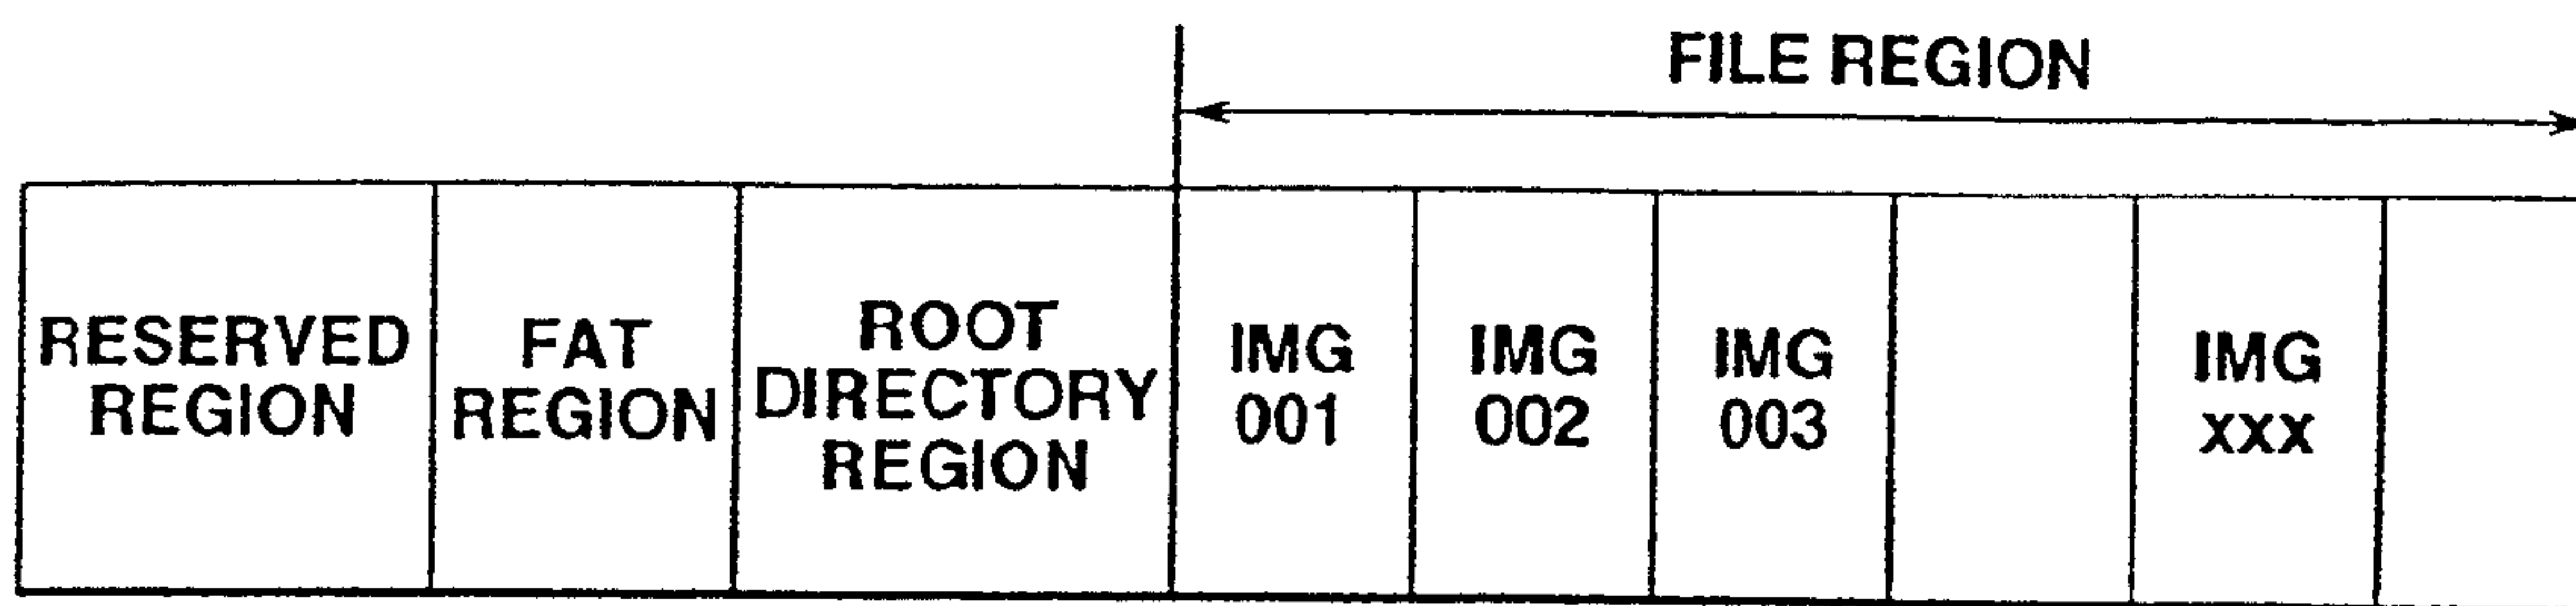 FILE REGION
RESERVED
REGION
FAT
REGION
ROOT
DIRECTORY
REGION
IMG
001
IMG
002
IMG
003
IMG
xxx